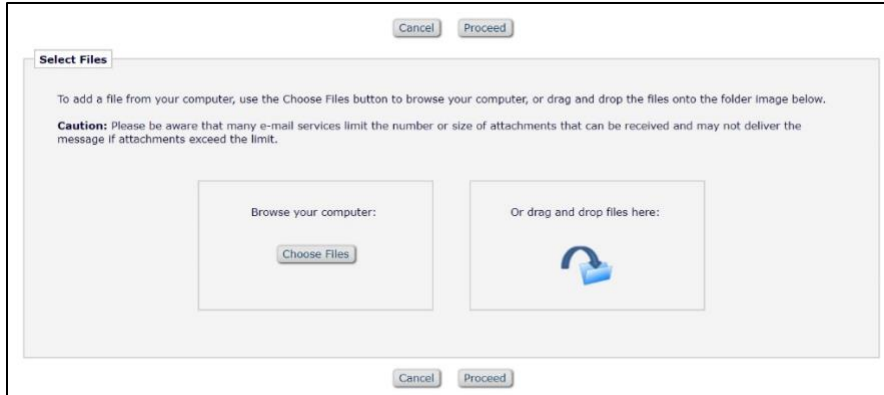 Cancel Proceed
Select Files
To add a file from your computer, use the Choose Files button to browse your computer, or drag and drop the files onto the folder image below.
Caution: Please be aware that many e-mail services limit the number or size of attachments that can be received and may not deliver the
message if attachments exceed the limit.
Browse your computer: Or drag and drop files here:
Choose Files
Cancel Proceed